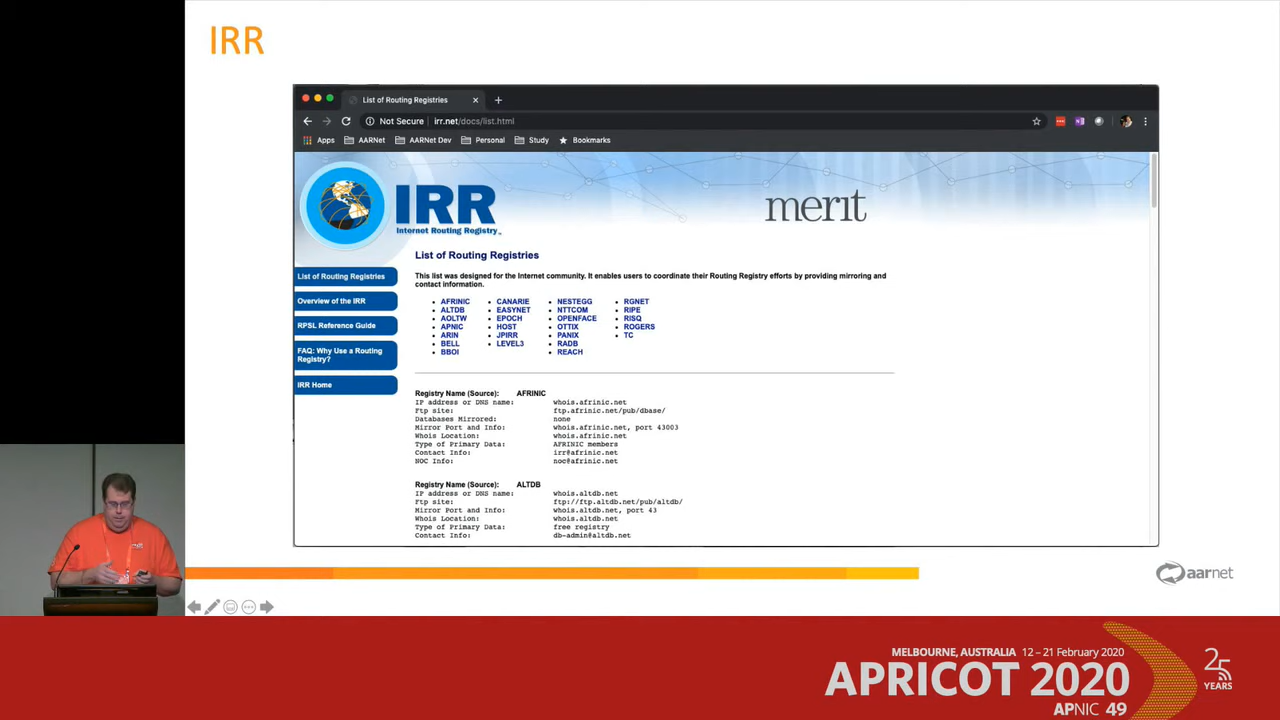 IRR
List of Routing Registries
Not Secure irr.net/docs/list.html
Apps AARNet AARNet Dev Personal Study Bookmarks
IRR
Internet Routing Registry
merit
List of Routing Registries
Overview of the IRR
RPSL Reference Guide
FAQ: Why Use a Routing
Registry?
IRR Home
List of Routing Registries
This list was designed for the Internet community. It enables users to coordinate their Routing Registry efforts by providing mirroring and
contact information.
AFRINIC CANARIE NESTEGG RGNET
ALTDB EASYNET NTTCOM RIPE
AOLTW EPOCH OPENFACE RISQ
APNIC HOST OTTIX ROGERS
ARIN JPIRR PANIX TC
BELL LEVEL3 RADB
BBOI REACH
Registry Name (Source): AFRINIC
IP address or DNS name: whois.afrinic.net
Ftp site: ftp.afrinic.net/pub/dbase/
Databases Mirrored: none
Mirror Port and Info: whois.afrinic.net, port 43003
Whois Location: whois.afrinic.net
Type of Primary Data: AFRINIC members
Contact Info: irr@afrinic.net
NOC Info: noc@afrinic.net
Registry Name (Source): ALTDB
IP address or DNS name: whois.altdb.net
Ftp site: ftp://ftp.altdb.net/pub/altdb/
Mirror Port and Info: whois.altdb.net, port 43
Whois Location: whois.altdb.net
Type of Primary Data: free registry
Contact Info: db-admin@altdb.net
aarnet
MELBOURNE, AUSTRALIA 12 – 21 February 2020
APRICOT 2020
APNIC 49
25
YEARS